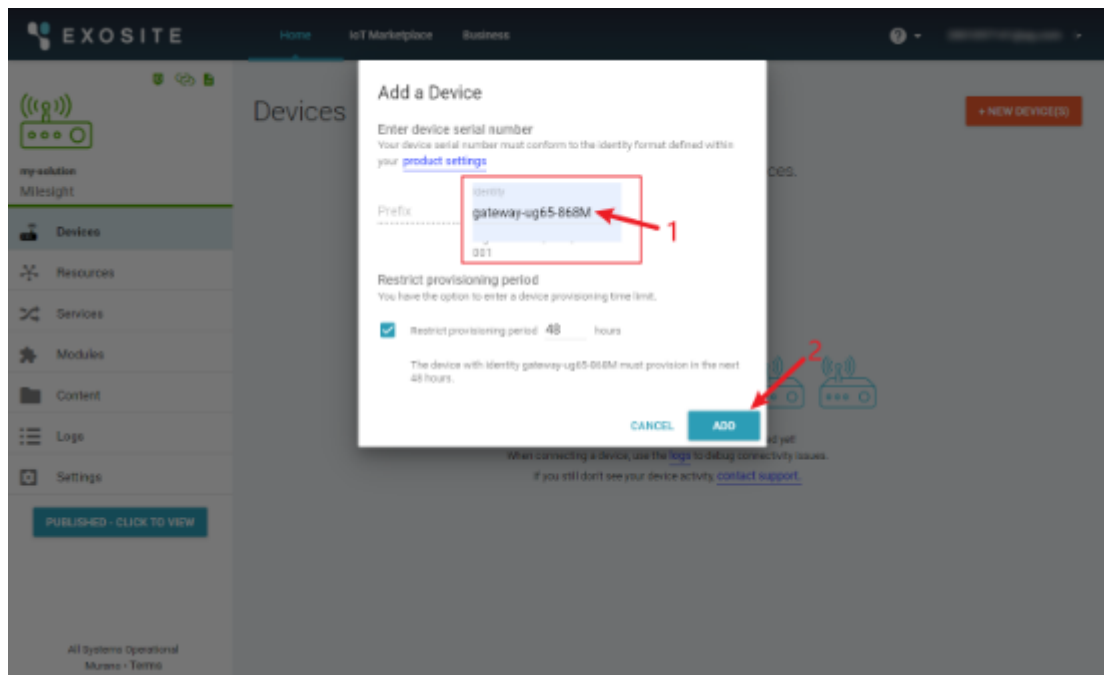 EXOSITE
Home
IoT Marketplace
Business
my-solution
Milesight
Devices
Resources
Services
Modules
Content
Logs
Settings
PUBLISHED - CLICK TO VIEW
All Systems Operational
Murano • Terms
Devices
+ NEW DEVICE(S)
ces.
Add a Device
Enter device serial number
Your device serial number must conform to the identity format defined within
your product settings
Prefix
Identity
gateway-ug65-868M
001
1
Restrict provisioning period
You have the option to enter a device provisioning time limit.
Restrict provisioning period 48 hours
The device with identity gateway-ug65-868M must provision in the next
48 hours.
2
CANCEL
ADD
ed yet!
When connecting a device, use the logs to debug connectivity issues.
If you still don't see your device activity, contact support.